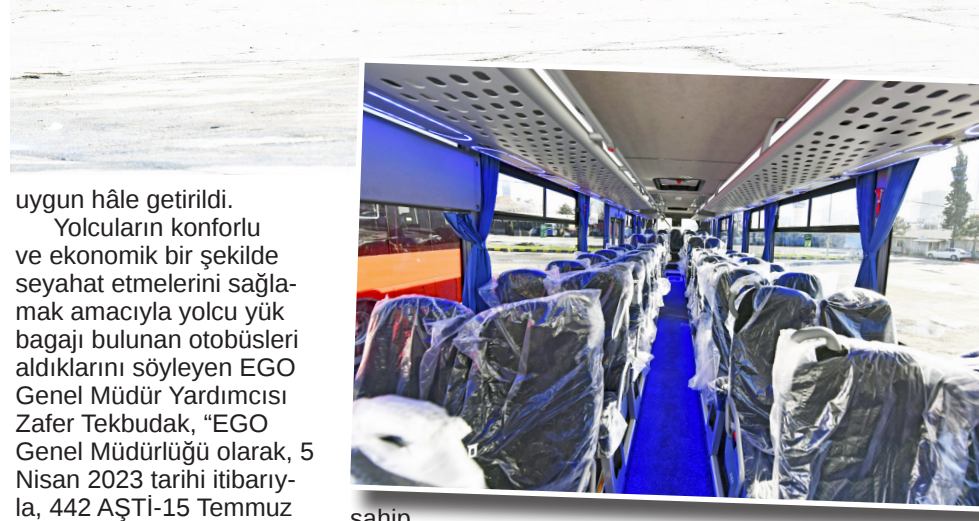 uygun hâle getirildi.
Yolcuların konforlu
ve ekonomik bir şekilde
seyahat etmelerini sağla-
mak amacıyla yolcu yük
bagajı bulunan otobüsleri
aldıklarını söyleyen EGO
Genel Müdür Yardımcısı
Zafer Tekbudak, “EGO
Genel Müdürlüğü olarak, 5
Nisan 2023 tarihi itibarıy-
la, 442 AŞTİ-15 Temmuz
sahip